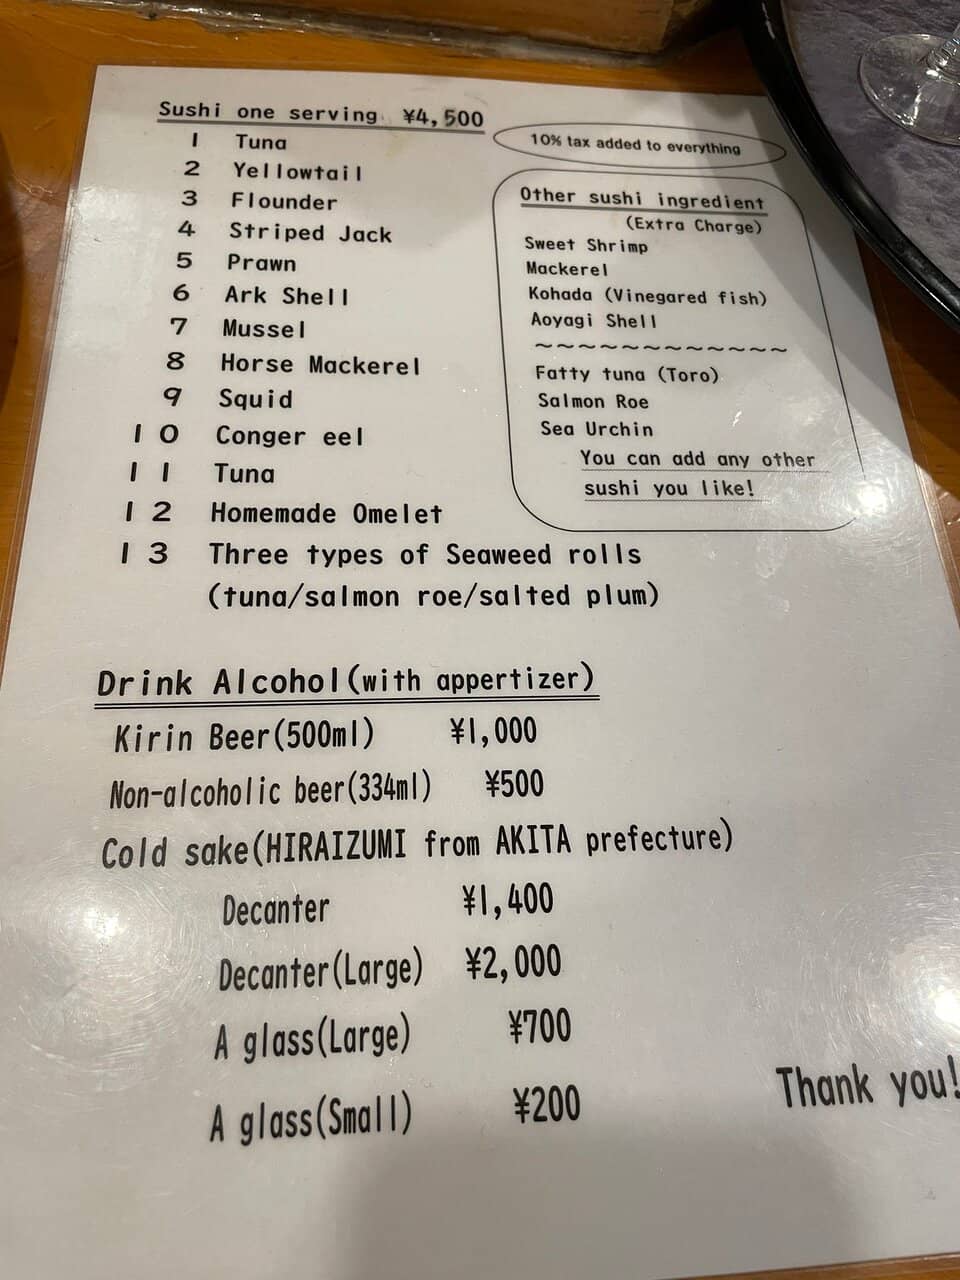 Sushi one serving ¥4,500
1 Tuna
2 Yellowtail
3 Flounder
4 Striped Jack
5 Prawn
6 Ark Shell
7 Mussel
8 Horse Mackerel
9 Squid
10 Conger eel
11 Tuna
12 Homemade Omelet
13 Three types of Seaweed rolls
(tuna/salmon roe/salted plum)
10% tax added to everything
Other sushi ingredient
(Extra Charge)
Sweet Shrimp
Mackerel
Kohada (Vinegared fish)
Aoyagi Shell
~~~~~~~~~~~~
Fatty tuna (Toro)
Salmon Roe
Sea Urchin
You can add any other
sushi you like!
Drink Alcohol(with appertizer)
Kirin Beer(500ml) ¥1,000
Non-alcoholic beer(334ml) ¥500
Cold sake(HIRAIZUMI from AKITA prefecture)
Decanter ¥1,400
Decanter(Large) ¥2,000
A glass(Large) ¥700
A glass(Small) ¥200
Thank you!